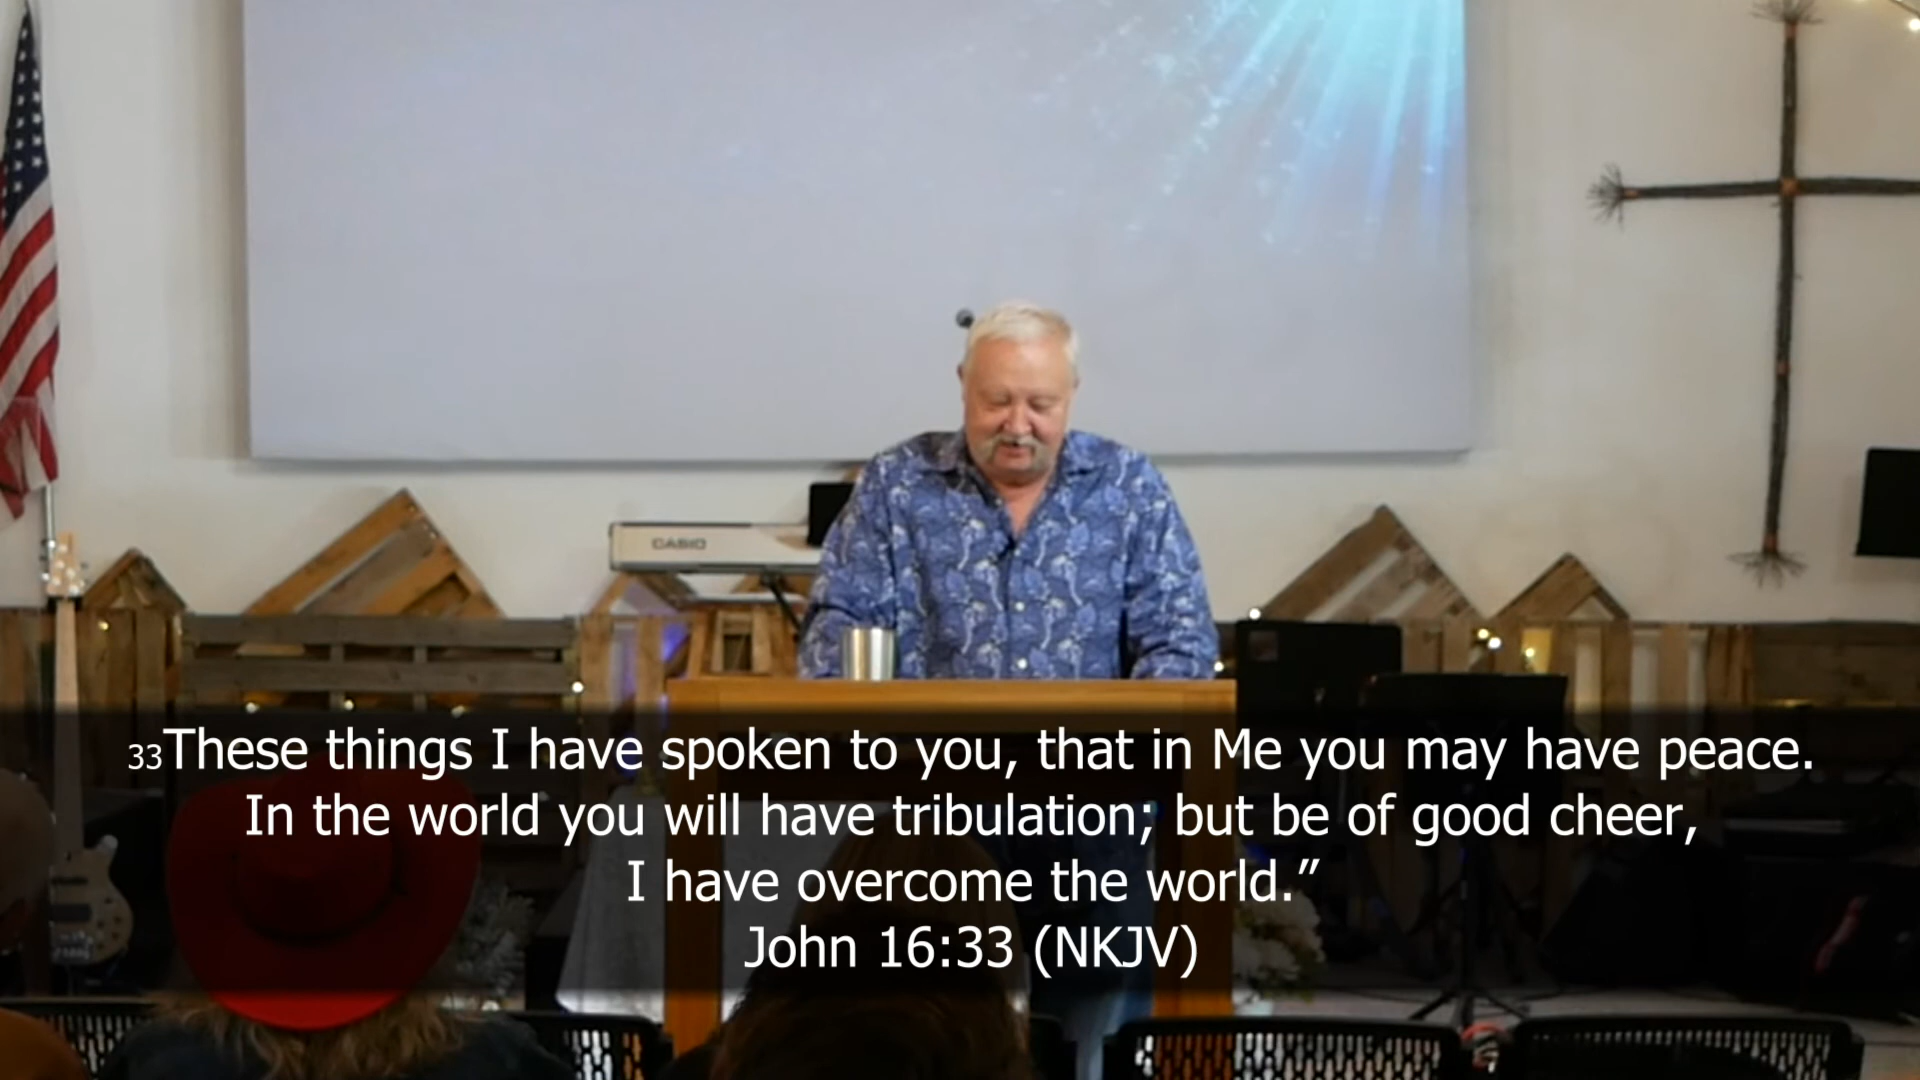 CASIO
33These things I have spoken to you, that in Me you may have peace.
In the world you will have tribulation; but be of good cheer,
I have overcome the world.”
John 16:33 (NKJV)